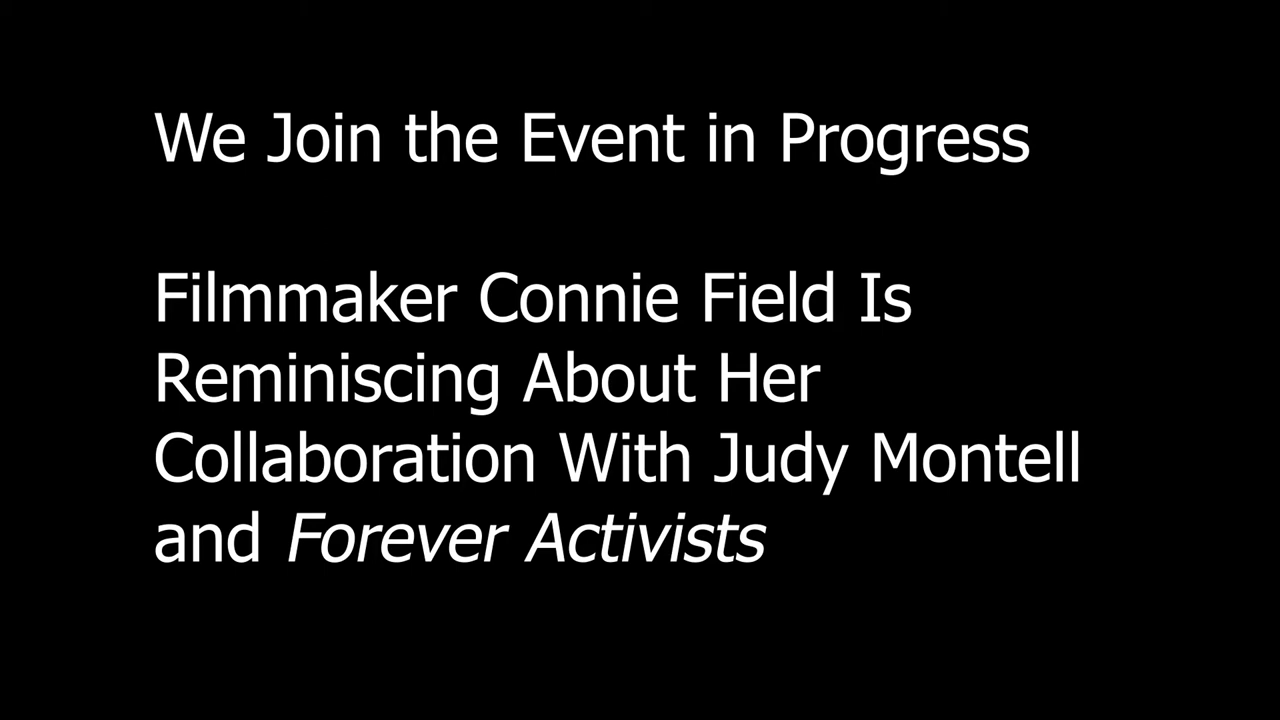 We Join the Event in Progress
Filmmaker Connie Field Is
Reminiscing About Her
Collaboration With Judy Montell
and Forever Activists